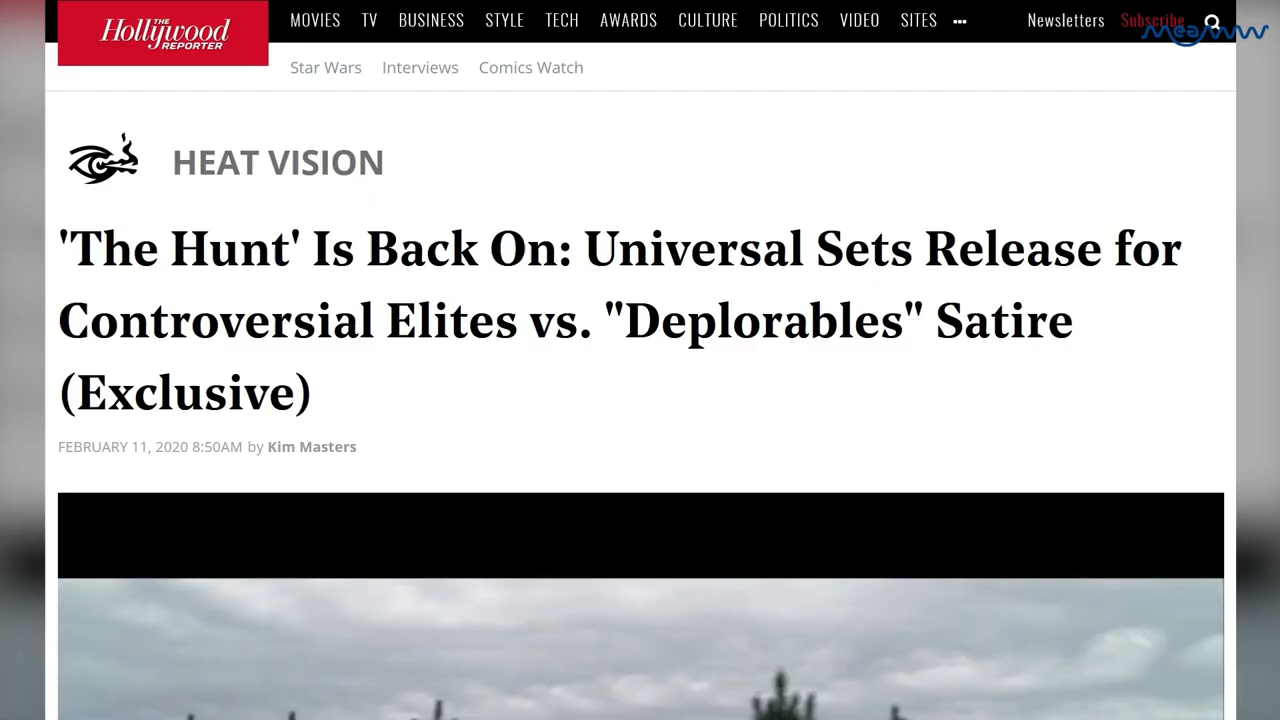 THE
Hollywood
REPORTER
MOVIES TV BUSINESS STYLE TECH AWARDS CULTURE POLITICS VIDEO SITES ••• Newsletters Subscribe
MEAWW
Star Wars Interviews Comics Watch
HEAT VISION
'The Hunt' Is Back On: Universal Sets Release for
Controversial Elites vs. "Deplorables" Satire
(Exclusive)
FEBRUARY 11, 2020 8:50AM by Kim Masters